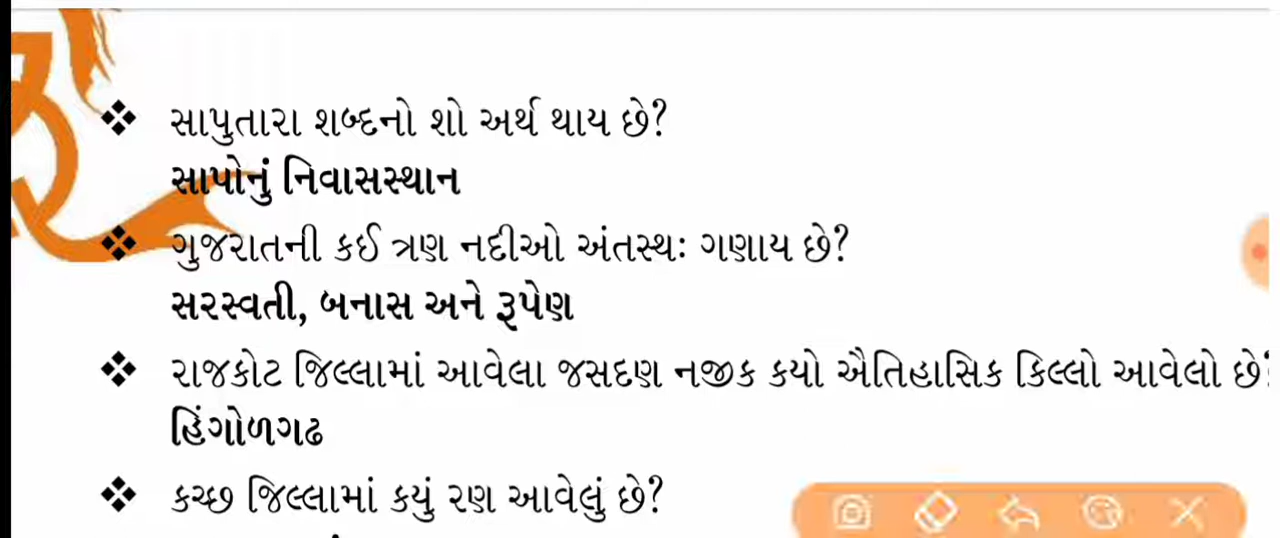 ❖ સાપુતારા શબ્દનો શો અર્થ થાય છે?
સાપોનું નિવાસસ્થાન
❖ ગુજરાતની કઈ ત્રણ નદીઓ અંતસ્થઃ ગણાય છે?
સરસ્વતી, બનાસ અને રૂપેણ
❖ રાજકોટ જિલ્લામાં આવેલા જસદણ નજીક કયો ઐતિહાસિક કિલ્લો આવેલો છે?
હિંગોળગઢ
❖ કચ્છ જિલ્લામાં કયું રણ આવેલું છે?